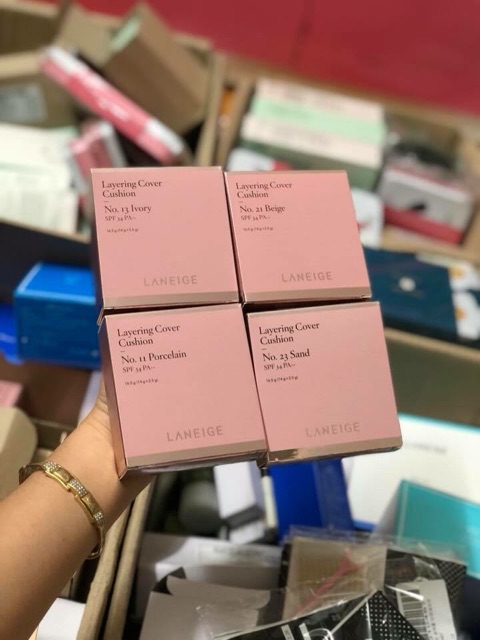 Layering Cover
Cushion
No. 13 Ivory
SPF 34 PA++
LANEIGE
Layering Cover
Cushion
No. 21 Beige
SPF 34 PA++
LANEIGE
Layering Cover
Cushion
No. 11 Porcelain
SPF 34 PA++
LANEIGE
Layering Cover
Cushion
No. 23 Sand
SPF 34 PA++
LANEIGE